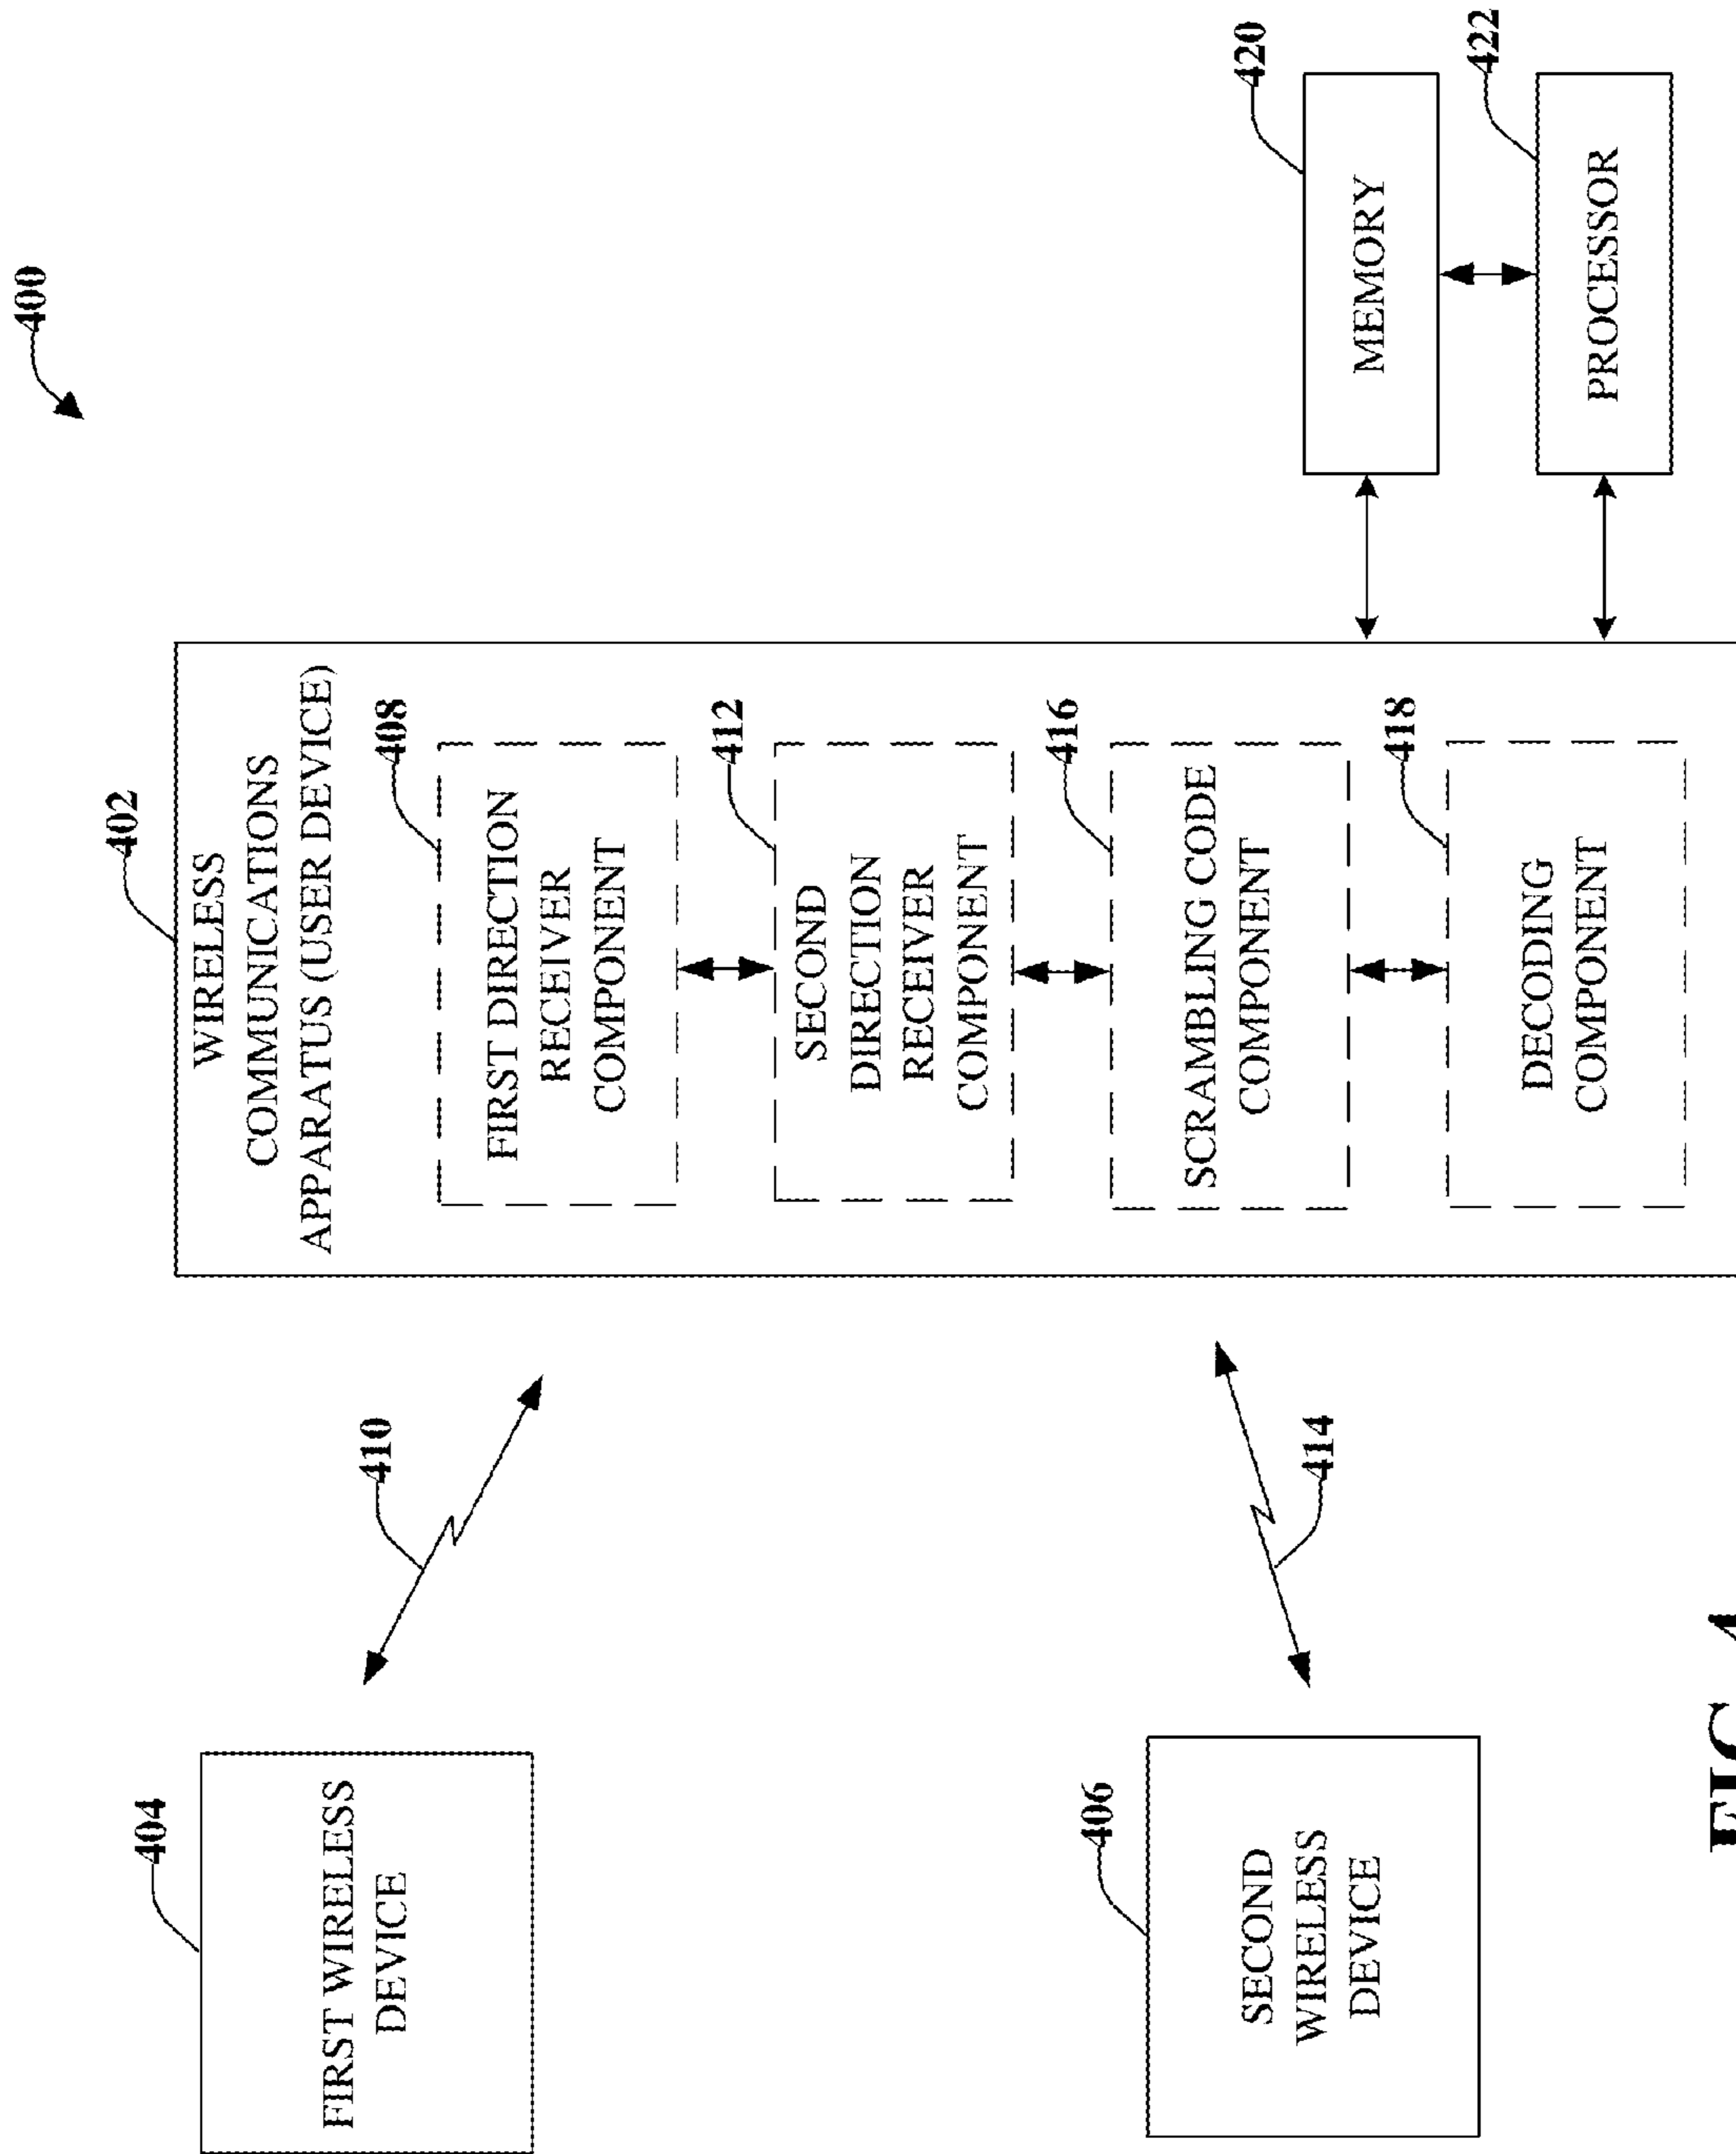 400
402
WIRELESS
COMMUNICATIONS
APPARATUS (USER DEVICE)
404
FIRST WIRELESS
DEVICE
410
408
FIRST DIRECTION
RECEIVER
COMPONENT
412
SECOND
DIRECTION
RECEIVER
COMPONENT
406
SECOND
WIRELESS
DEVICE
414
416
SCRAMBLING CODE
COMPONENT
418
DECODING
COMPONENT
420
MEMORY
422
PROCESSOR